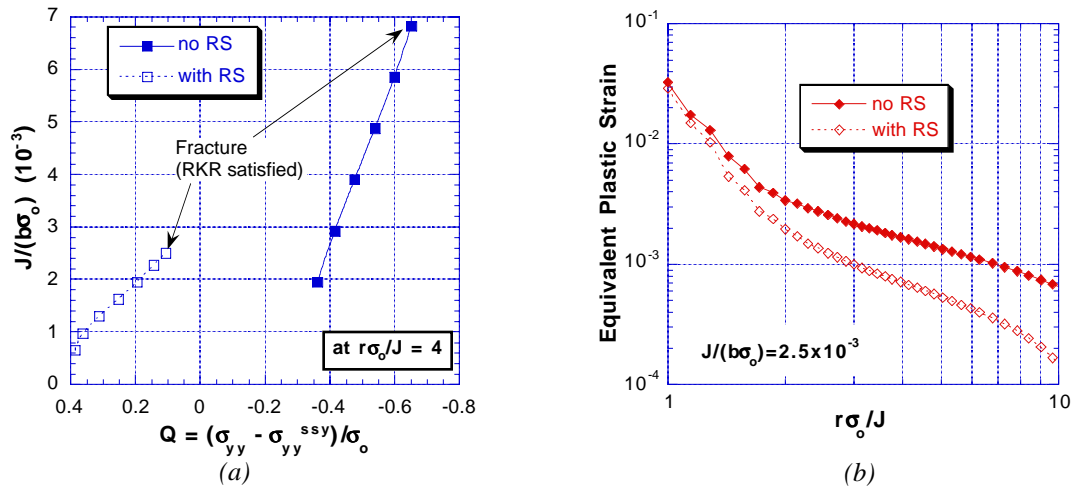 7
6
5
4
3
2
1
0
J/(bσₒ) (10⁻³)
no RS
with RS
Fracture
(RKR satisfied)
at rσₒ/J = 4
0.4 0.2 0 -0.2 -0.4 -0.6 -0.8
Q = (σyy - σyy^ssy)/σₒ
(a)
10⁻¹
10⁻²
10⁻³
10⁻⁴
Equivalent Plastic Strain
no RS
with RS
J/(bσₒ)=2.5x10⁻³
1 10
rσₒ/J
(b)